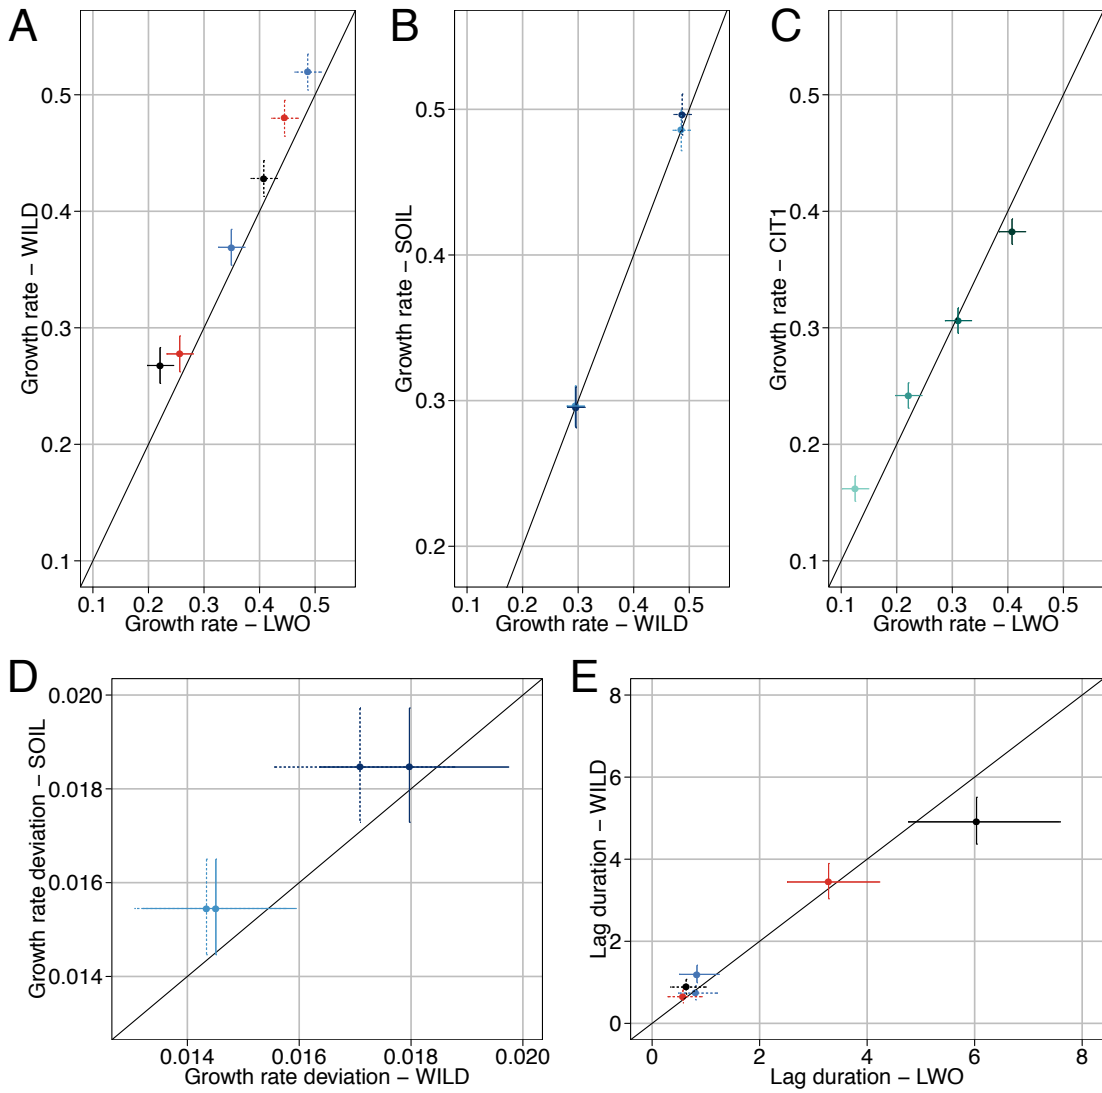 A
Growth rate – WILD
0.5
0.4
0.3
0.2
0.1
0.1 0.2 0.3 0.4 0.5
Growth rate – LWO
B
Growth rate – SOIL
0.5
0.4
0.3
0.2
0.1 0.2 0.3 0.4 0.5
Growth rate – WILD
C
Growth rate – CIT1
0.5
0.4
0.3
0.2
0.1
0.1 0.2 0.3 0.4 0.5
Growth rate – LWO
D
Growth rate deviation – SOIL
0.020
0.018
0.016
0.014
0.014 0.016 0.018 0.020
Growth rate deviation – WILD
E
Lag duration – WILD
8
6
4
2
0
0 2 4 6 8
Lag duration – LWO